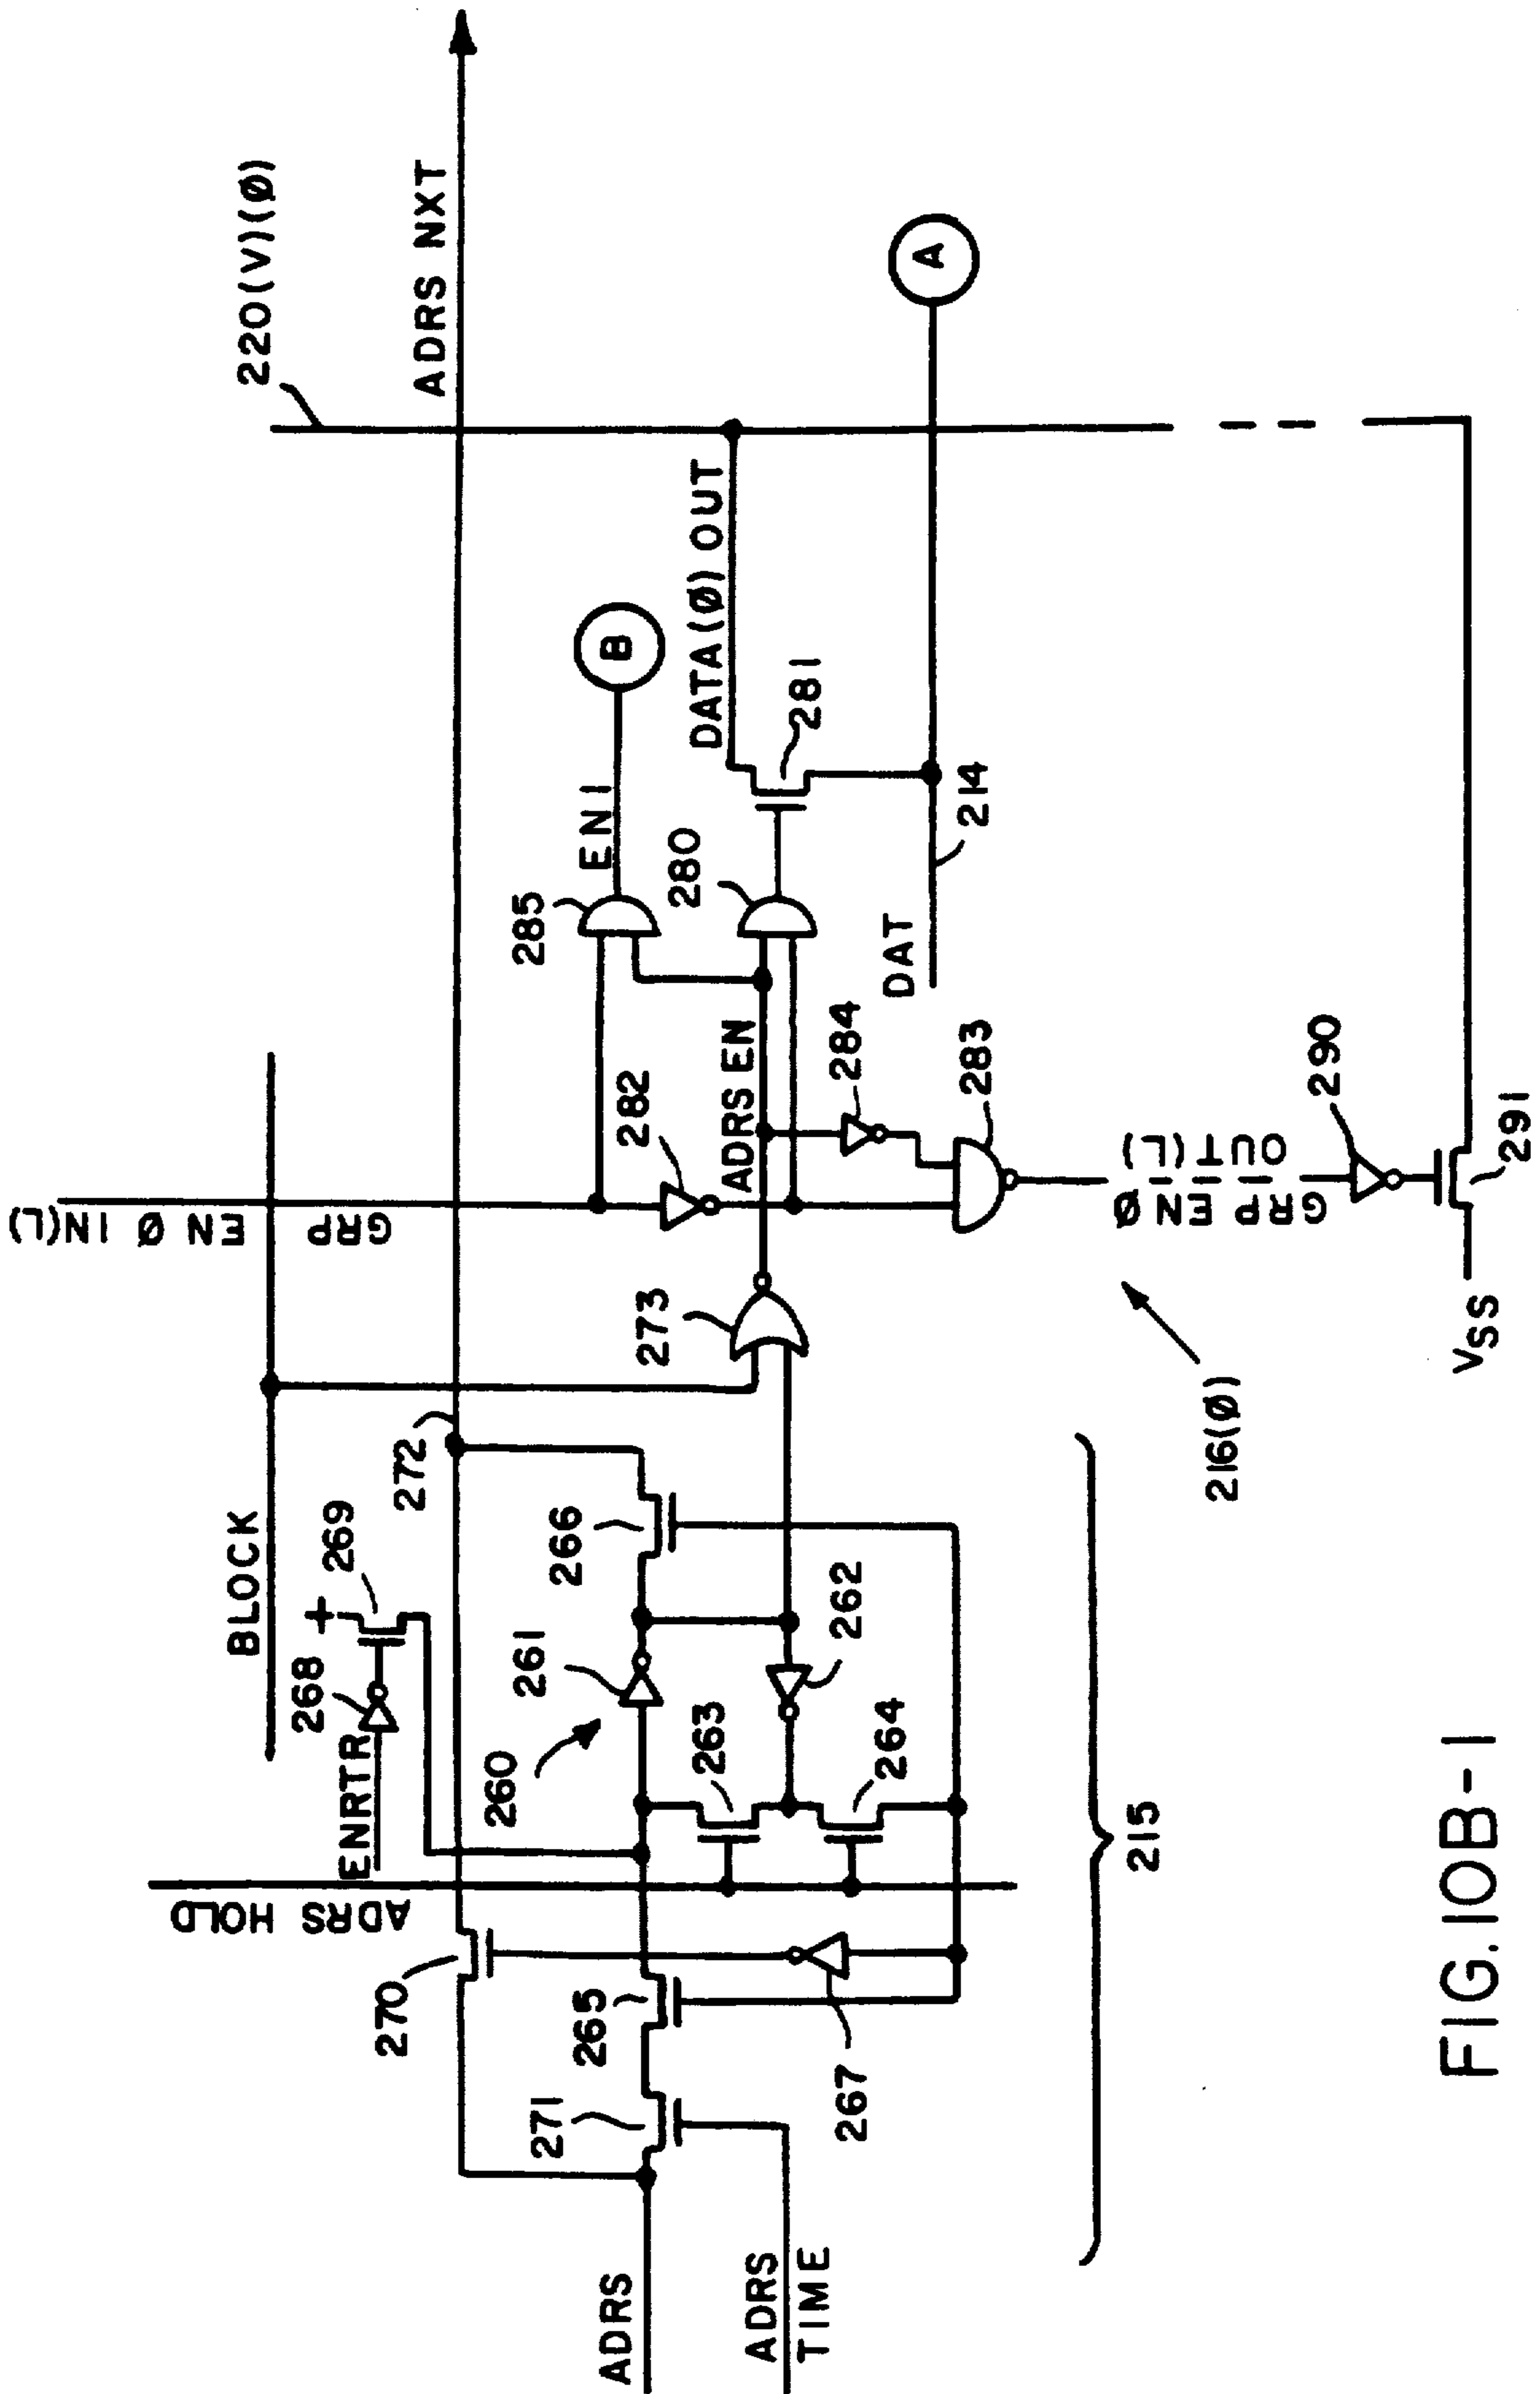 220(V)(Ø)
ADRS NXT
A
B
DATA(Ø) OUT
281
EN1
285
280
214
DAT
282
ADRS EN
284
283
290
GRP EN Ø IN(L)
GRP EN Ø OUT(L)
291
VSS
273
216(Ø)
BLOCK
272
269
+
268
ENRTR
266
261
262
260
263
264
ADRS HOLD
270
265
271
267
215
ADRS
ADRS TIME
FIG. 10B-1